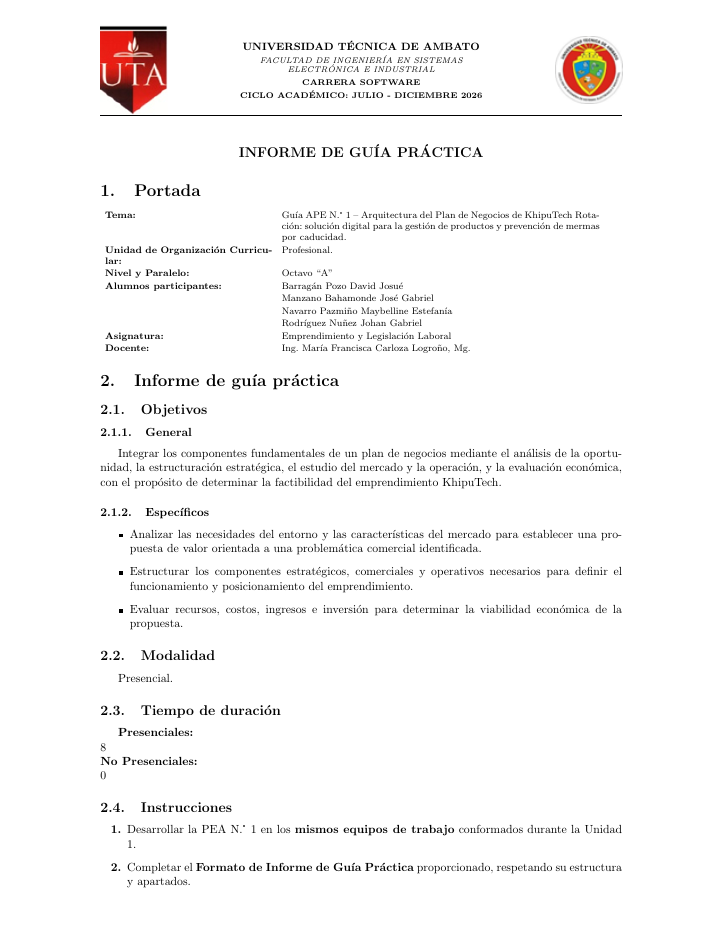 UTA
UNIVERSIDAD TÉCNICA DE AMBATO
FACULTAD DE INGENIERÍA EN SISTEMAS
ELECTRÓNICA E INDUSTRIAL
CARRERA SOFTWARE
CICLO ACADÉMICO: JULIO - DICIEMBRE 2026
INFORME DE GUÍA PRÁCTICA
1. Portada
Tema: Guía APE N.° 1 – Arquitectura del Plan de Negocios de KhipuTech Rota-
ción: solución digital para la gestión de productos y prevención de mermas
por caducidad.
Unidad de Organización Curricu- Profesional.
lar:
Nivel y Paralelo: Octavo “A”
Alumnos participantes: Barragán Pozo David Josué
Manzano Bahamonde José Gabriel
Navarro Pazmiño Maybelline Estefanía
Rodríguez Nuñez Johan Gabriel
Asignatura: Emprendimiento y Legislación Laboral
Docente: Ing. María Francisca Carloza Logroño, Mg.
2. Informe de guía práctica
2.1. Objetivos
2.1.1. General
Integrar los componentes fundamentales de un plan de negocios mediante el análisis de la oportu-
nidad, la estructuración estratégica, el estudio del mercado y la operación, y la evaluación económica,
con el propósito de determinar la factibilidad del emprendimiento KhipuTech.
2.1.2. Específicos
▪ Analizar las necesidades del entorno y las características del mercado para establecer una pro-
puesta de valor orientada a una problemática comercial identificada.
▪ Estructurar los componentes estratégicos, comerciales y operativos necesarios para definir el
funcionamiento y posicionamiento del emprendimiento.
▪ Evaluar recursos, costos, ingresos e inversión para determinar la viabilidad económica de la
propuesta.
2.2. Modalidad
Presencial.
2.3. Tiempo de duración
Presenciales:
8
No Presenciales:
0
2.4. Instrucciones
1. Desarrollar la PEA N.° 1 en los mismos equipos de trabajo conformados durante la Unidad
1.
2. Completar el Formato de Informe de Guía Práctica proporcionado, respetando su estructura
y apartados.